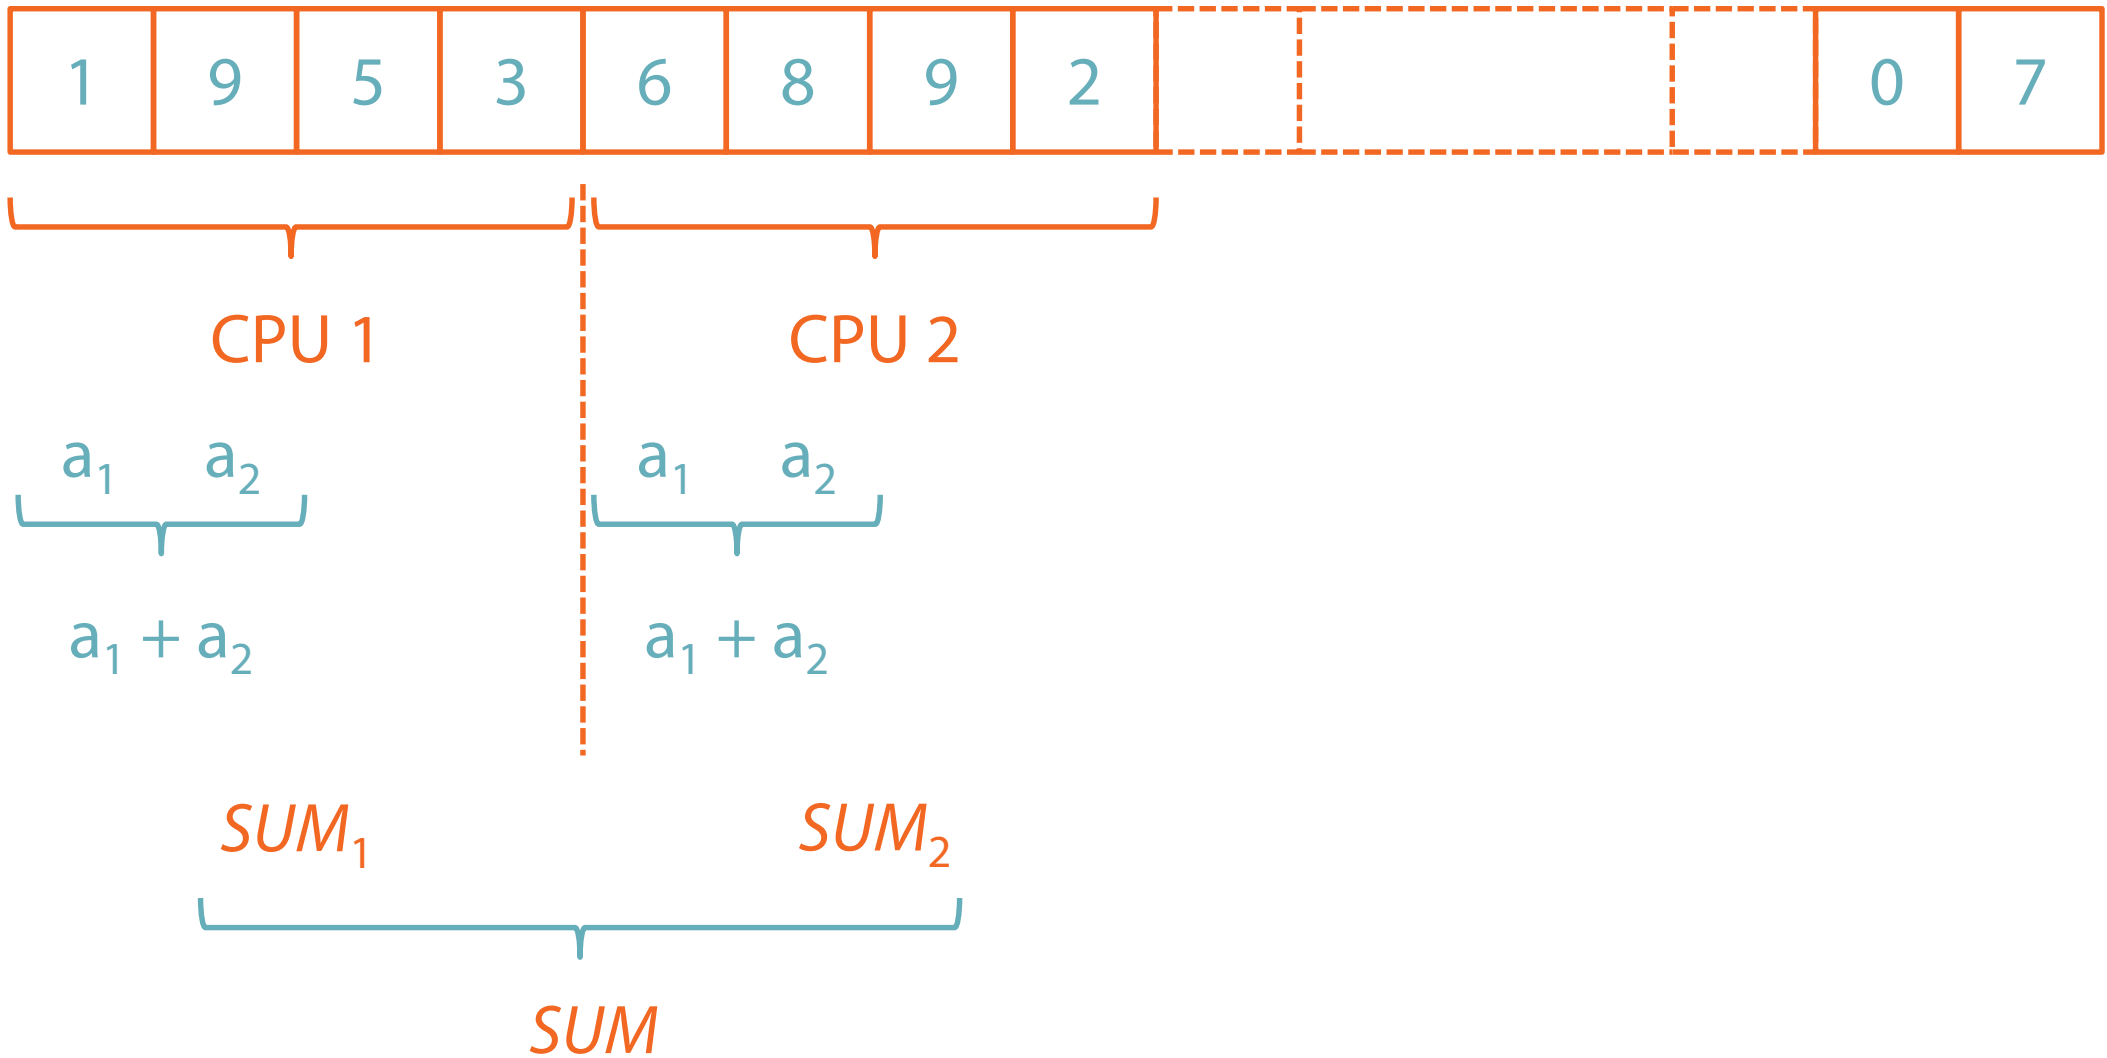 1 9 5 3 6 8 9 2 0 7
CPU 1 CPU 2
a₁ a₂ a₁ a₂
a₁ + a₂ a₁ + a₂
SUM₁ SUM₂
SUM